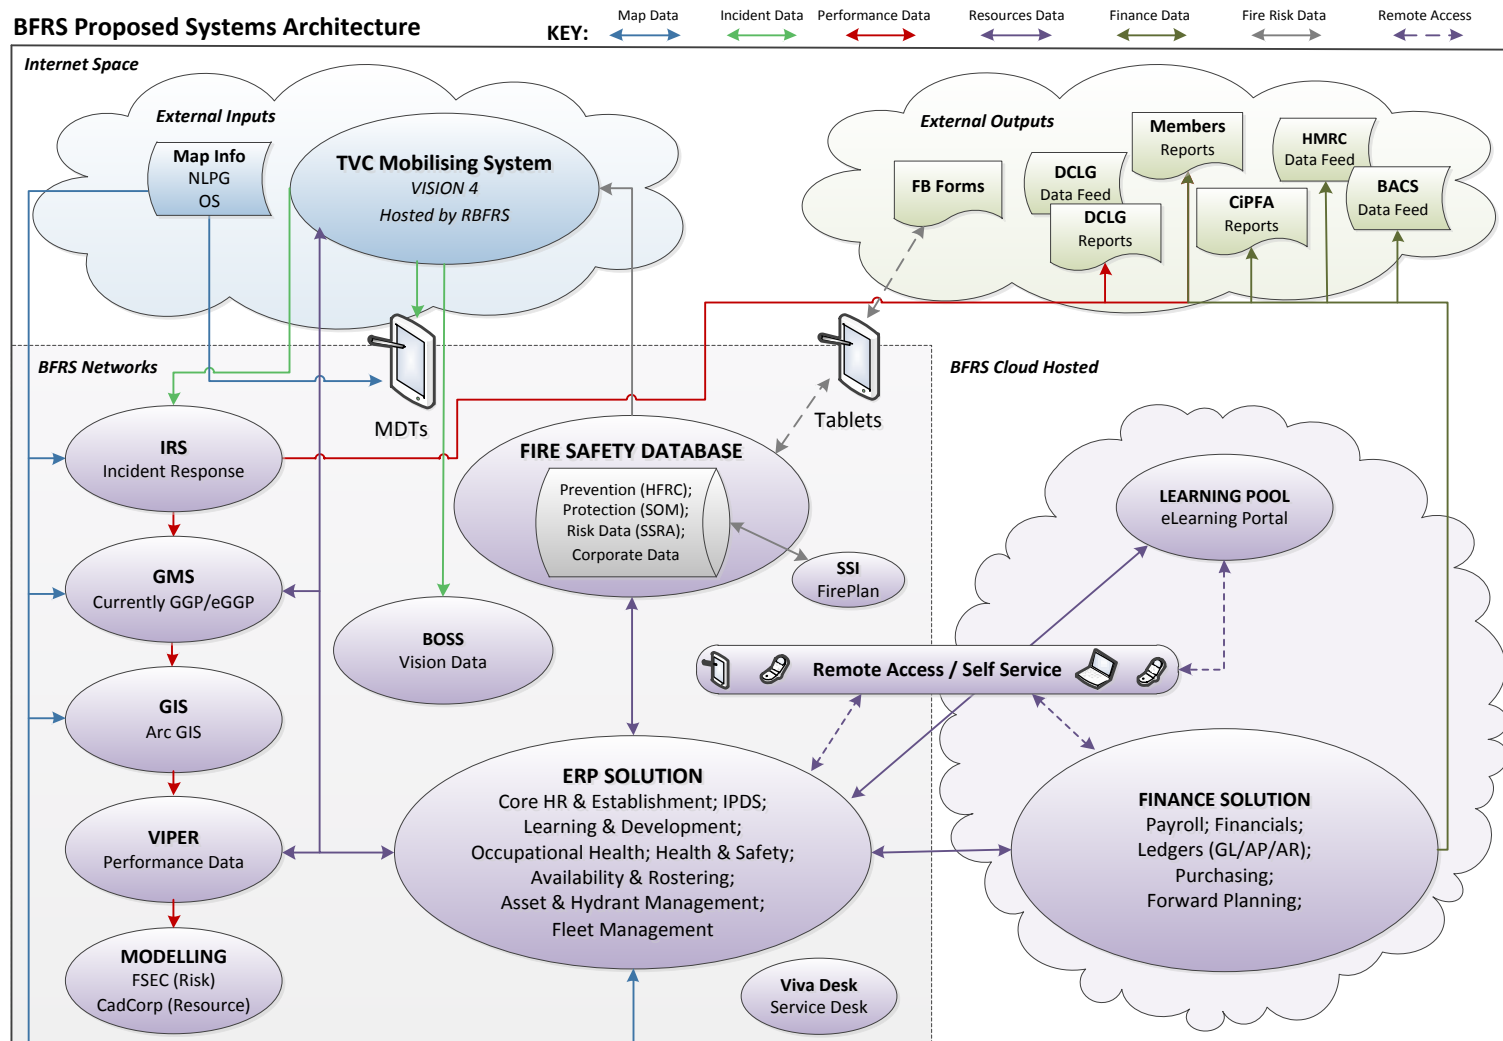 BFRS Proposed Systems Architecture
KEY:
Map Data
Incident Data
Performance Data
Resources Data
Finance Data
Fire Risk Data
Remote Access
Internet Space
External Inputs
Map Info
NLPG
OS
TVC Mobilising System
VISION 4
Hosted by RBFRS
External Outputs
FB Forms
DCLG
Data Feed
DCLG
Reports
Members
Reports
CiPFA
Reports
HMRC
Data Feed
BACS
Data Feed
BFRS Networks
MDTs
Tablets
BFRS Cloud Hosted
IRS
Incident Response
GMS
Currently GGP/eGGP
GIS
Arc GIS
VIPER
Performance Data
MODELLING
FSEC (Risk)
CadCorp (Resource)
BOSS
Vision Data
FIRE SAFETY DATABASE
Prevention (HFRC);
Protection (SOM);
Risk Data (SSRA);
Corporate Data
SSI
FirePlan
LEARNING POOL
eLearning Portal
Remote Access / Self Service
ERP SOLUTION
Core HR & Establishment; IPDS;
Learning & Development;
Occupational Health; Health & Safety;
Availability & Rostering;
Asset & Hydrant Management;
Fleet Management
FINANCE SOLUTION
Payroll; Financials;
Ledgers (GL/AP/AR);
Purchasing;
Forward Planning;
Viva Desk
Service Desk